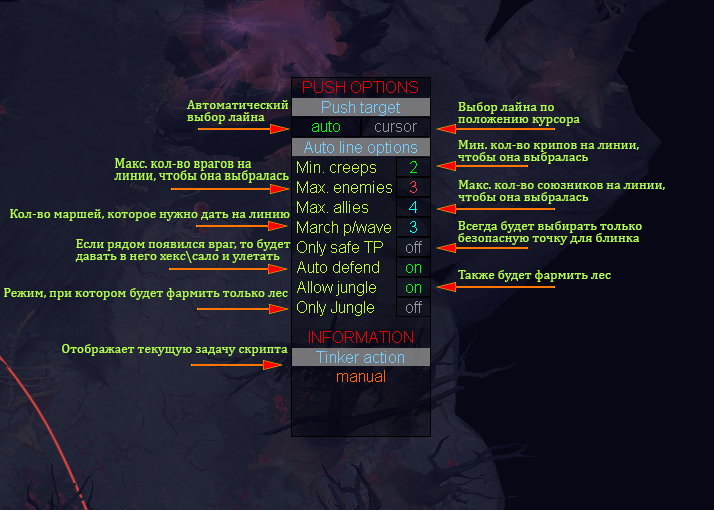 PUSH OPTIONS
Автоматический
выбор лайна
Push target
Выбор лайна по
положению курсора
auto cursor
Auto line options
Мин. кол-во крипов на линии,
чтобы она выбралась
Макс. кол-во врагов на
линии, чтобы она выбралась
Min. creeps 2
Max. enemies 3
Макс. кол-во союзников на линии,
чтобы она выбралась
Кол-во маршей, которое нужно дать на линию
Max. allies 4
March p/wave 3
Всегда будет выбирать только
безопасную точку для блинка
Если рядом появился враг, то будет
давать в него хекс\сало и улетать
Only safe TP off
Auto defend on
Также будет фармить лес
Allow jungle on
Режим, при котором будет фармить только лес
Only Jungle off
INFORMATION
Отображает текущую задачу скрипта
Tinker action
manual